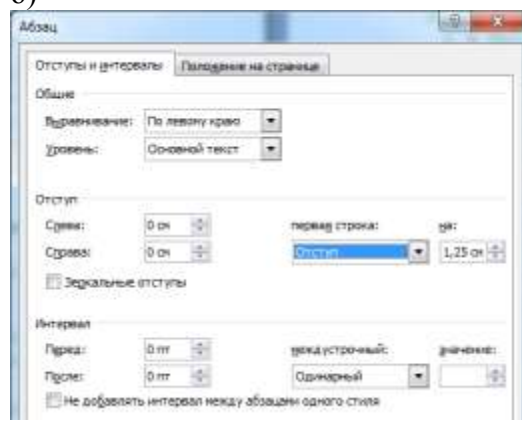 б)
Абзац
Отступы и интервалы Положение на странице
Общие
Выравнивание: По левому краю
Уровень: Основной текст
Отступ
Слева: 0 см первая строка: на:
Справа: 0 см Отступ 1,25 см
Зеркальные отступы
Интервал
Перед: 0 пт междустрочный: значение:
После: 0 пт Одинарный
Не добавлять интервал между абзацами одного стиля